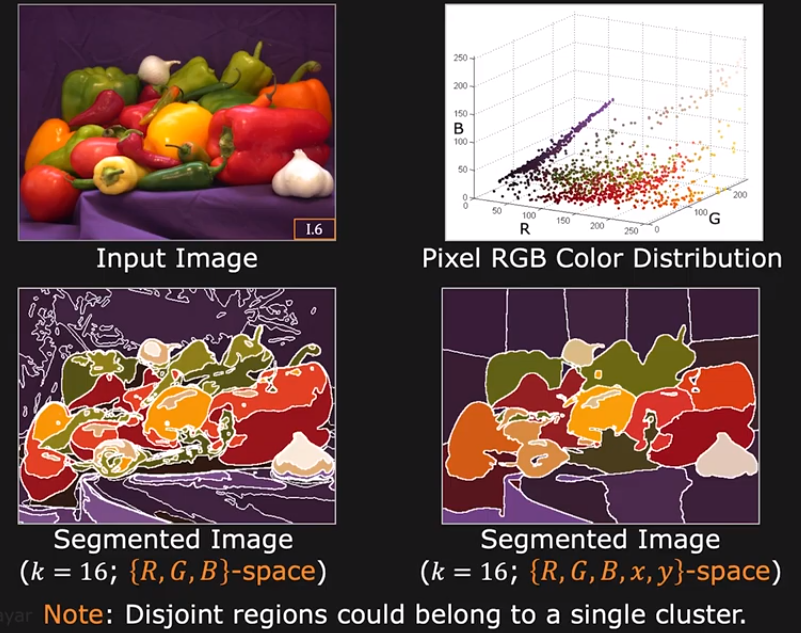 I.6
Input Image
250
200
150
100
50
0
B
0
50
100
150
200
250
R
0
100
200
G
Pixel RGB Color Distribution
Segmented Image
(k = 16; {R, G, B}-space)
Segmented Image
(k = 16; {R, G, B, x, y}-space)
Note: Disjoint regions could belong to a single cluster.